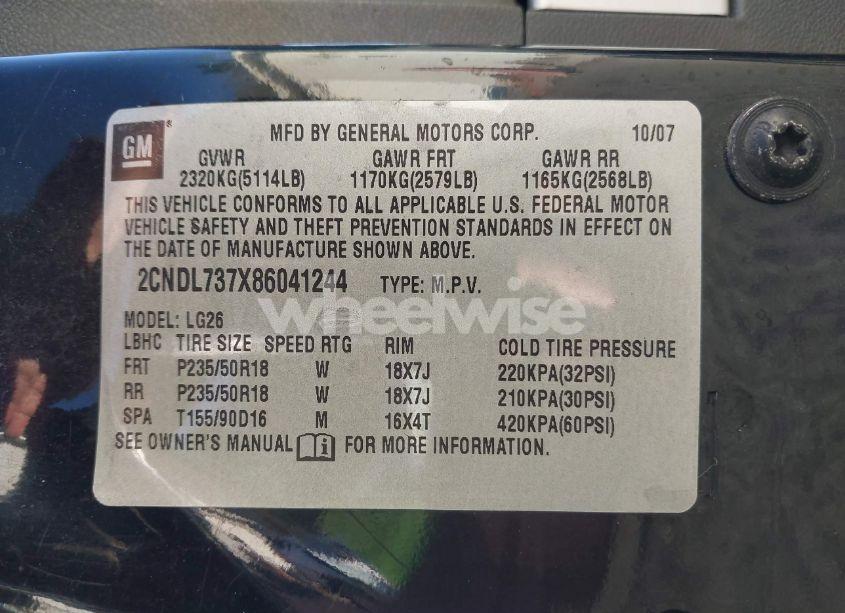 GM ® MFD BY GENERAL MOTORS CORP. 10/07
GVWR GAWR FRT GAWR RR
2320KG(5114LB) 1170KG(2579LB) 1165KG(2568LB)
THIS VEHICLE CONFORMS TO ALL APPLICABLE U.S. FEDERAL MOTOR
VEHICLE SAFETY AND THEFT PREVENTION STANDARDS IN EFFECT ON
THE DATE OF MANUFACTURE SHOWN ABOVE.
2CNDL737X86041244 TYPE: M.P.V.
wheelwise
MODEL: LG26
LBHC TIRE SIZE SPEED RTG RIM COLD TIRE PRESSURE
FRT P235/50R18 W 18X7J 220KPA(32PSI)
RR P235/50R18 W 18X7J 210KPA(30PSI)
SPA T155/90D16 M 16X4T 420KPA(60PSI)
SEE OWNER'S MANUAL FOR MORE INFORMATION.